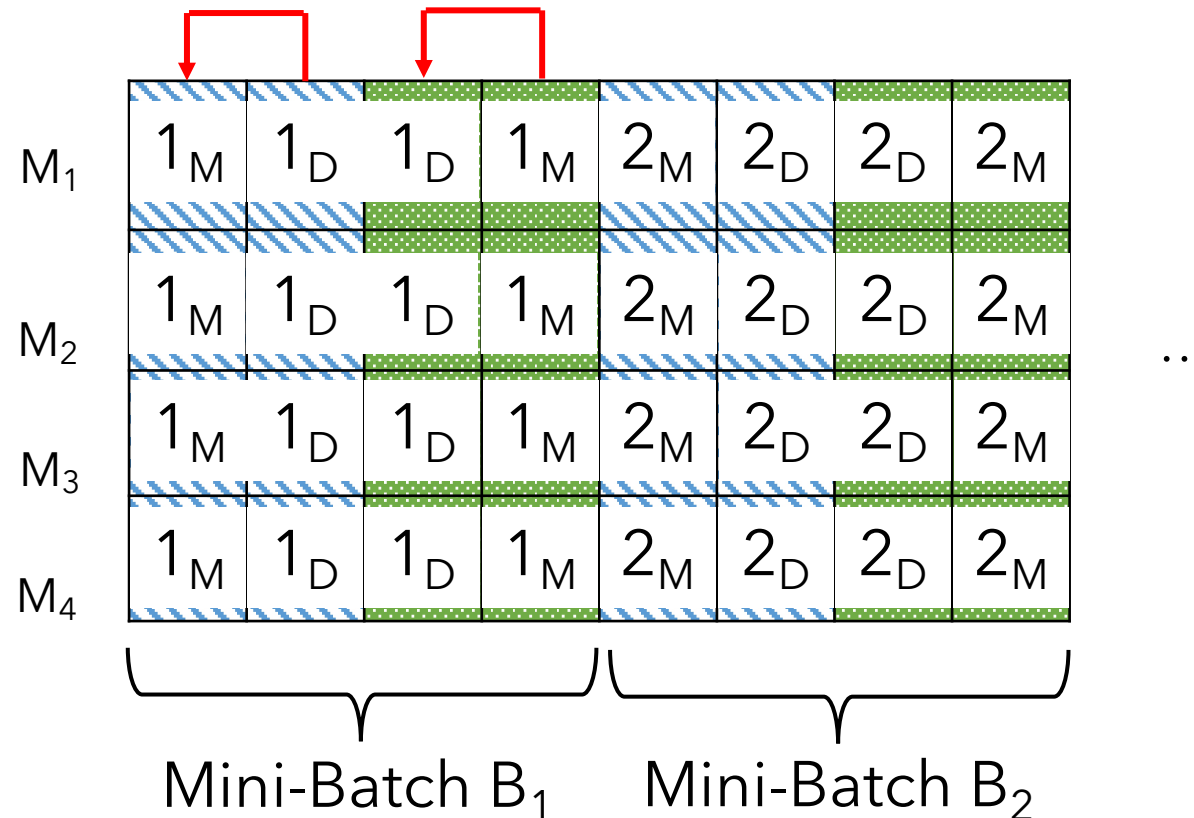 M₁ 1M 1D 1D 1M 2M 2D 2D 2M
M₂ 1M 1D 1D 1M 2M 2D 2D 2M
..
M₃ 1M 1D 1D 1M 2M 2D 2D 2M
M₄ 1M 1D 1D 1M 2M 2D 2D 2M
Mini-Batch B₁ Mini-Batch B₂